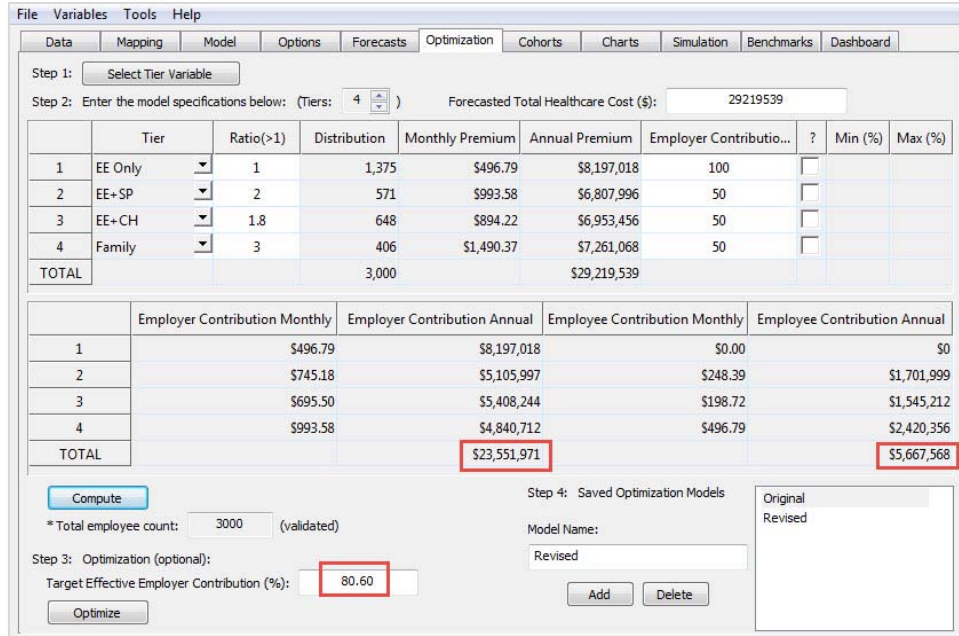 File Variables Tools Help
Data Mapping Model Options Forecasts Optimization Cohorts Charts Simulation Benchmarks Dashboard
Step 1: Select Tier Variable
Step 2: Enter the model specifications below: (Tiers: 4 ) Forecasted Total Healthcare Cost ($): 29219539
Tier Ratio(>1) Distribution Monthly Premium Annual Premium Employer Contributio... ? Min (%) Max (%)
1 EE Only 1 1,375 $496.79 $8,197,018 100
2 EE+SP 2 571 $993.58 $6,807,996 50
3 EE+CH 1.8 648 $894.22 $6,953,456 50
4 Family 3 406 $1,490.37 $7,261,068 50
TOTAL 3,000 $29,219,539
Employer Contribution Monthly Employer Contribution Annual Employee Contribution Monthly Employee Contribution Annual
1 $496.79 $8,197,018 $0.00 $0
2 $745.18 $5,105,997 $248.39 $1,701,999
3 $695.50 $5,408,244 $198.72 $1,545,212
4 $993.58 $4,840,712 $496.79 $2,420,356
TOTAL $23,551,971 $5,667,568
Compute
* Total employee count: 3000 (validated)
Step 3: Optimization (optional):
Target Effective Employer Contribution (%): 80.60
Optimize
Step 4: Saved Optimization Models
Model Name:
Revised
Add Delete
Original
Revised